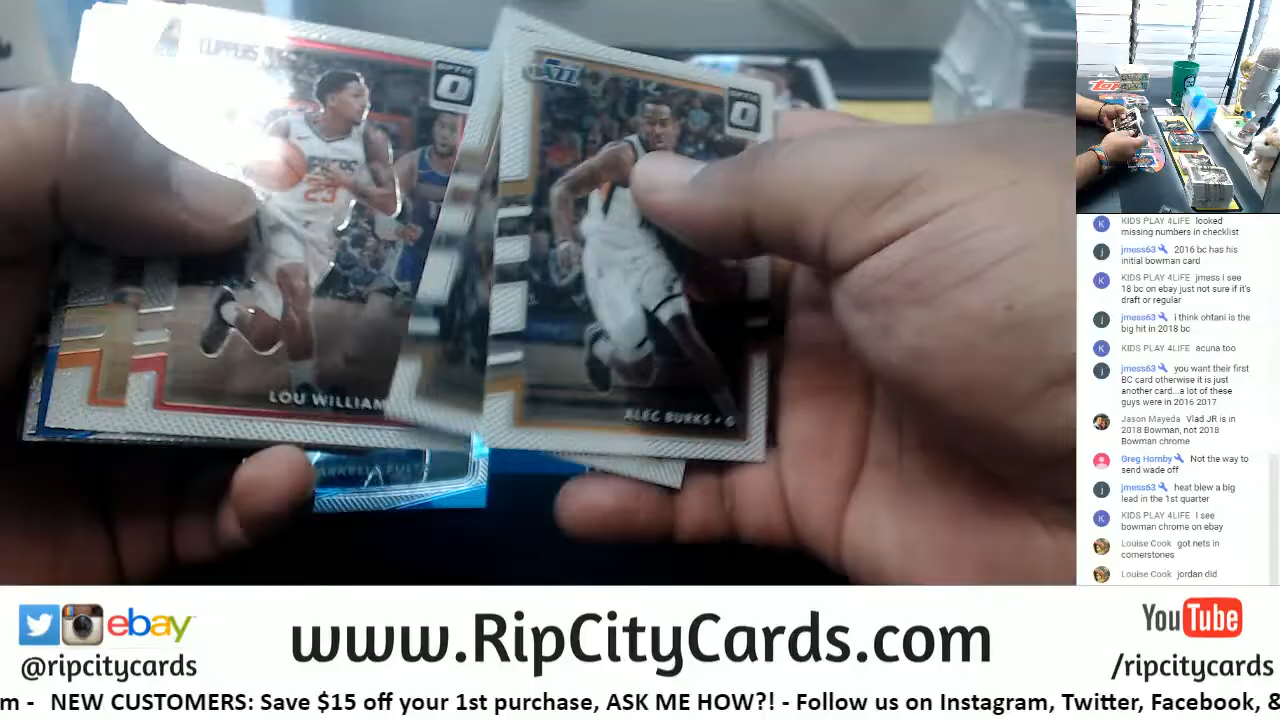 CLIPPERS
OPTIC
23
LOU WILLIAM
OPTIC
ALEC BURKS • G
KIDS PLAY 4LIFE looked
missing numbers in checklist
jmess63 2016 bc has his
initial bowman card
KIDS PLAY 4LIFE jmess I see
18 bc on ebay just not sure if it's
draft or regular
jmess63 i think ohtani is the
big hit in 2018 bc
KIDS PLAY 4LIFE acuna too
jmess63 you want their first
BC card otherwise it is just
another card...a lot of these
guys were in 2016 2017
Jason Mayeda Vlad JR is in
2018 Bowman, not 2018
Bowman chrome
Greg Hornby Not the way to
send wade off
jmess63 heat blew a big
lead in the 1st quarter
KIDS PLAY 4LIFE I see
bowman chrome on ebay
Louise Cook got nets in
cornerstones
Louise Cook jordan did
ebay
@ripcitycards
www.RipCityCards.com
YouTube
/ripcitycards
m - NEW CUSTOMERS: Save $15 off your 1st purchase, ASK ME HOW?! - Follow us on Instagram, Twitter, Facebook, &